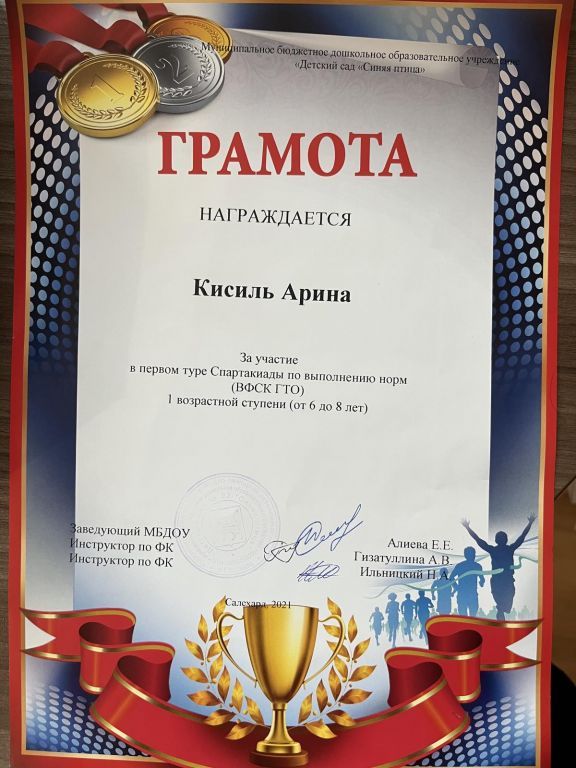 Муниципальное бюджетное дошкольное образовательное учреждение
«Детский сад «Синяя птица»
1
2
ГРАМОТА
НАГРАЖДАЕТСЯ
Кисиль Арина
За участие
в первом туре Спартакиады по выполнению норм
(ВФСК ГТО)
1 возрастной ступени (от 6 до 8 лет)
Заведующий МБДОУ Алиева Е.Е.
Инструктор по ФК Гизатуллина А.В.
Инструктор по ФК Ильницкий Н.А.
Салехард, 2021